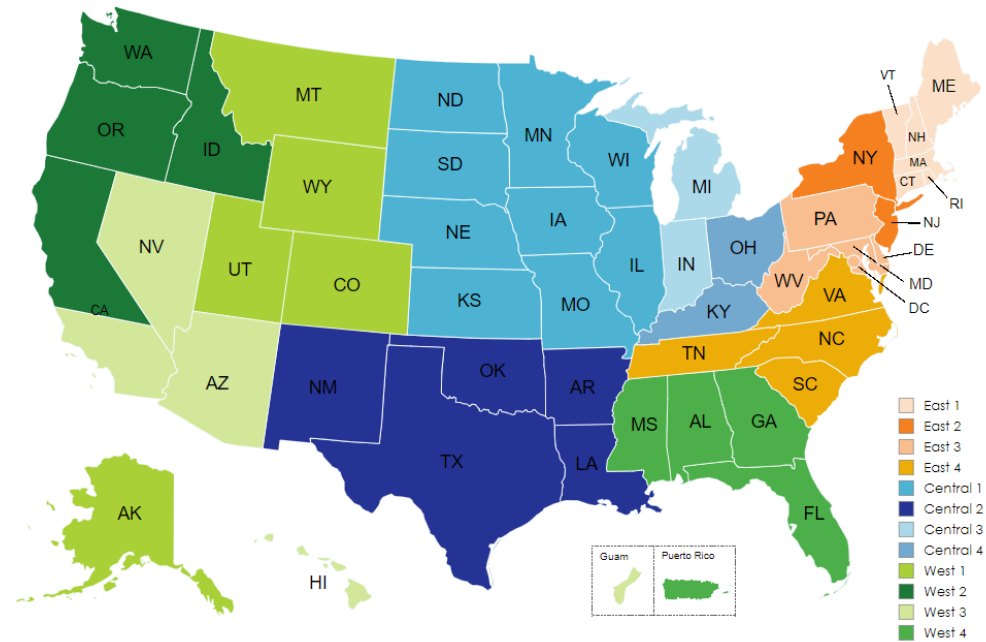 WA
OR
ID
CA
MT
WY
NV
UT
CO
AZ
ND
SD
NE
KS
MN
IA
MO
WI
IL
MI
IN
OH
KY
NM
OK
TX
AR
LA
TN
MS
AL
GA
FL
VA
NC
SC
WV
PA
NY
VT
ME
NH
MA
CT
RI
NJ
DE
MD
DC
AK
HI
Guam
Puerto Rico
East 1
East 2
East 3
East 4
Central 1
Central 2
Central 3
Central 4
West 1
West 2
West 3
West 4